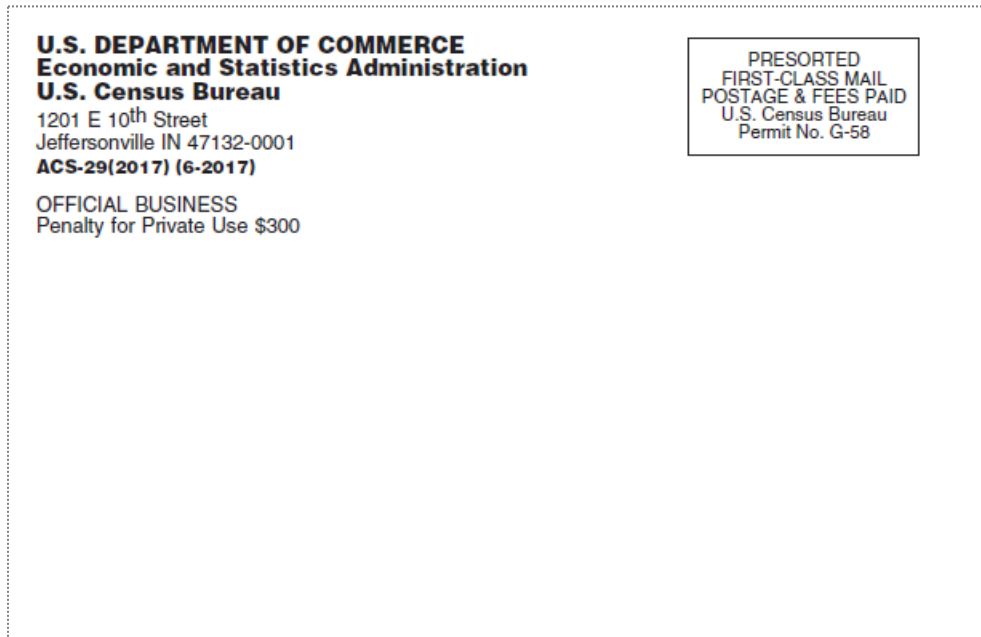 U.S. DEPARTMENT OF COMMERCE
Economic and Statistics Administration
U.S. Census Bureau
1201 E 10th Street
Jeffersonville IN 47132-0001
ACS-29(2017) (6-2017)
OFFICIAL BUSINESS
Penalty for Private Use $300
PRESORTED
FIRST-CLASS MAIL
POSTAGE & FEES PAID
U.S. Census Bureau
Permit No. G-58